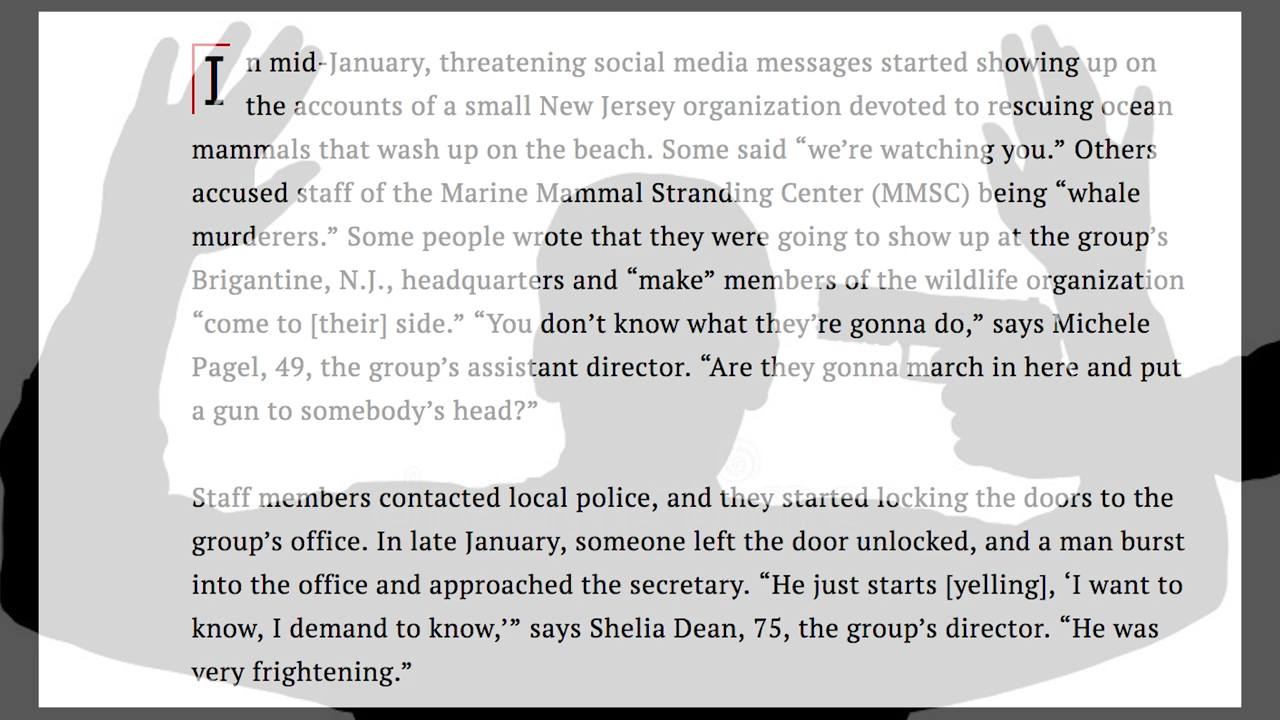 In mid-January, threatening social media messages started showing up on
the accounts of a small New Jersey organization devoted to rescuing ocean
mammals that wash up on the beach. Some said “we’re watching you.” Others
accused staff of the Marine Mammal Stranding Center (MMSC) being “whale
murderers.” Some people wrote that they were going to show up at the group’s
Brigantine, N.J., headquarters and “make” members of the wildlife organization
“come to [their] side.” “You don’t know what they’re gonna do,” says Michele
Pagel, 49, the group’s assistant director. “Are they gonna march in here and put
a gun to somebody’s head?”
Staff members contacted local police, and they started locking the doors to the
group’s office. In late January, someone left the door unlocked, and a man burst
into the office and approached the secretary. “He just starts [yelling], ‘I want to
know, I demand to know,’” says Shelia Dean, 75, the group’s director. “He was
very frightening.”